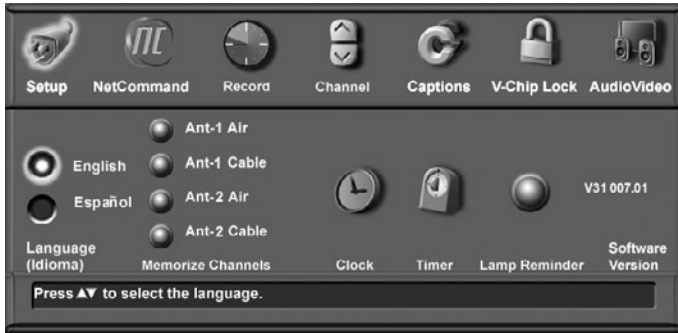 Setup NetCommand Record Channel Captions V-Chip Lock AudioVideo
Ant-1 Air
English
Ant-1 Cable
Español
Ant-2 Air
Ant-2 Cable
V31 007.01
Language
(Idioma)
Memorize Channels
Clock
Timer
Lamp Reminder
Software
Version
Press ▲▼ to select the language.